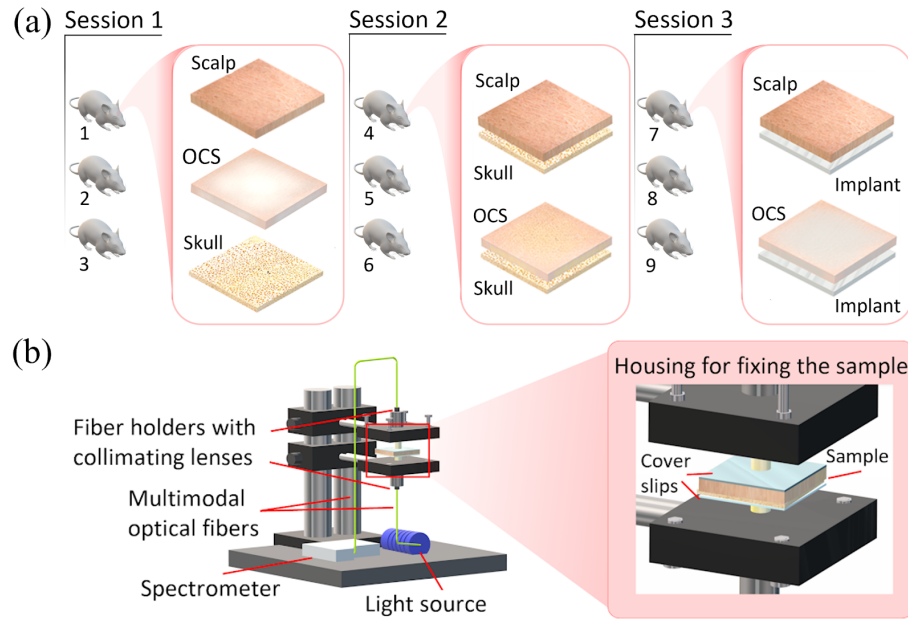 (a)
Session 1
Session 2
Session 3
Scalp
OCS
Skull
1
2
3
Scalp
Skull
OCS
Skull
4
5
6
Scalp
Implant
OCS
Implant
7
8
9
(b)
Fiber holders with
collimating lenses
Multimodal
optical fibers
Spectrometer
Light source
Housing for fixing the sample
Cover
slips
Sample